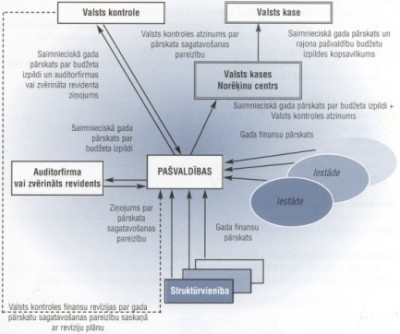 Valsts kontrole
Valsts kase
Saimnieciskā gada
pārskats par budžeta
izpildi un auditorfirmas
vai zvērināta revidenta
ziņojums
Valsts kontroles atzinums par
pārskata sagatavošanas
pareizību
Saimnieciskā gada pārskats un
rajona pašvaldību budžetu
izpildes kopsavilkums
Valsts kases
Norēķinu centrs
Saimnieciskā gada pārskats par budžeta izpildi +
Valsts kontroles atzinums
Saimnieciskā gada
pārskats par
budžeta izpildi
Gada finansu pārskats
Auditorfirma
vai zvērināts revidents
PAŠVALDĪBAS
Iestāde
Iestāde
Iestāde
Ziņojums par
pārskata
sagatavošanas
pareizību
Gada finansu
pārskats
Struktūrvienība
Valsts kontroles finansu revīzijas par gada
pārskatu sagatavošanas pareizību saskaņā
ar revīziju plānu